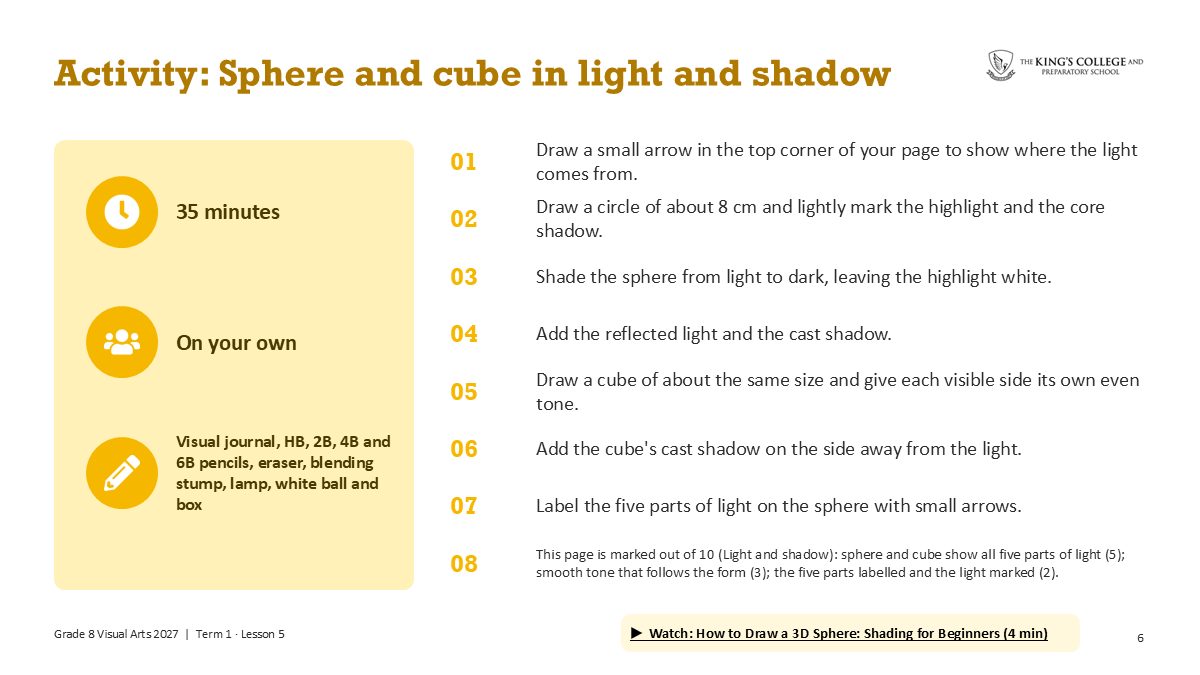 Activity: Sphere and cube in light and shadow
THE KING'S COLLEGE AND
PREPARATORY SCHOOL
35 minutes
On your own
Visual journal, HB, 2B, 4B and
6B pencils, eraser, blending
stump, lamp, white ball and
box
01
Draw a small arrow in the top corner of your page to show where the light
comes from.
02
Draw a circle of about 8 cm and lightly mark the highlight and the core
shadow.
03
Shade the sphere from light to dark, leaving the highlight white.
04
Add the reflected light and the cast shadow.
05
Draw a cube of about the same size and give each visible side its own even
tone.
06
Add the cube's cast shadow on the side away from the light.
07
Label the five parts of light on the sphere with small arrows.
08
This page is marked out of 10 (Light and shadow): sphere and cube show all five parts of light (5);
smooth tone that follows the form (3); the five parts labelled and the light marked (2).
Grade 8 Visual Arts 2027 | Term 1 · Lesson 5
▶ Watch: How to Draw a 3D Sphere: Shading for Beginners (4 min)
6